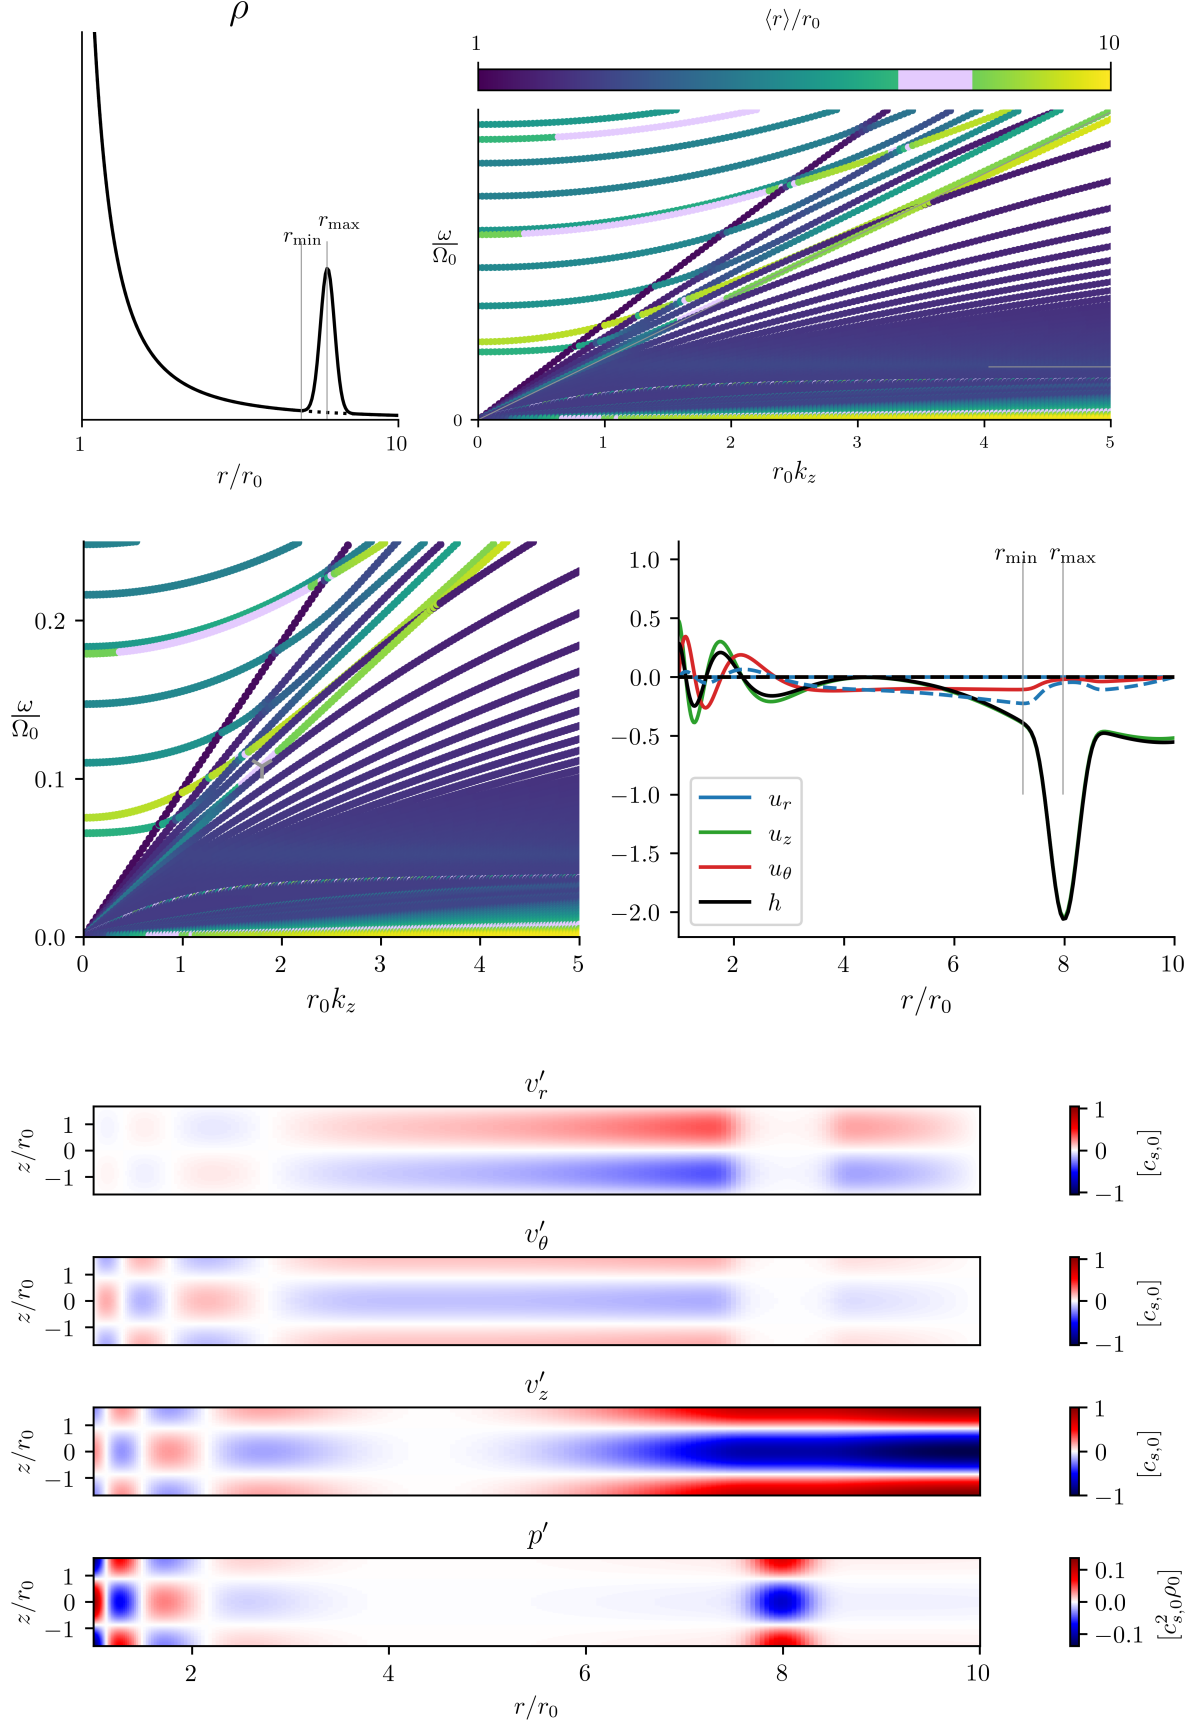 ρ
r_min
r_max
1
10
r/r_0
⟨r⟩/r_0
1
10
ω/Ω_0
0
0
1
2
3
4
5
r_0k_z
ω/Ω_0
0.2
0.1
0.0
0
1
2
3
4
5
r_0k_z
1.0
0.5
0.0
−0.5
−1.0
−1.5
−2.0
r_min
r_max
u_r
u_z
u_θ
h
2
4
6
8
10
r/r_0
v′_r
z/r_0
1
0
−1
1
0
−1
[c_{s,0}]
v′_θ
z/r_0
1
0
−1
1
0
−1
[c_{s,0}]
v′_z
z/r_0
1
0
−1
1
0
−1
[c_{s,0}]
p′
z/r_0
1
0
−1
0.1
0.0
−0.1
[c²_{s,0}ρ_0]
2
4
6
8
10
r/r_0